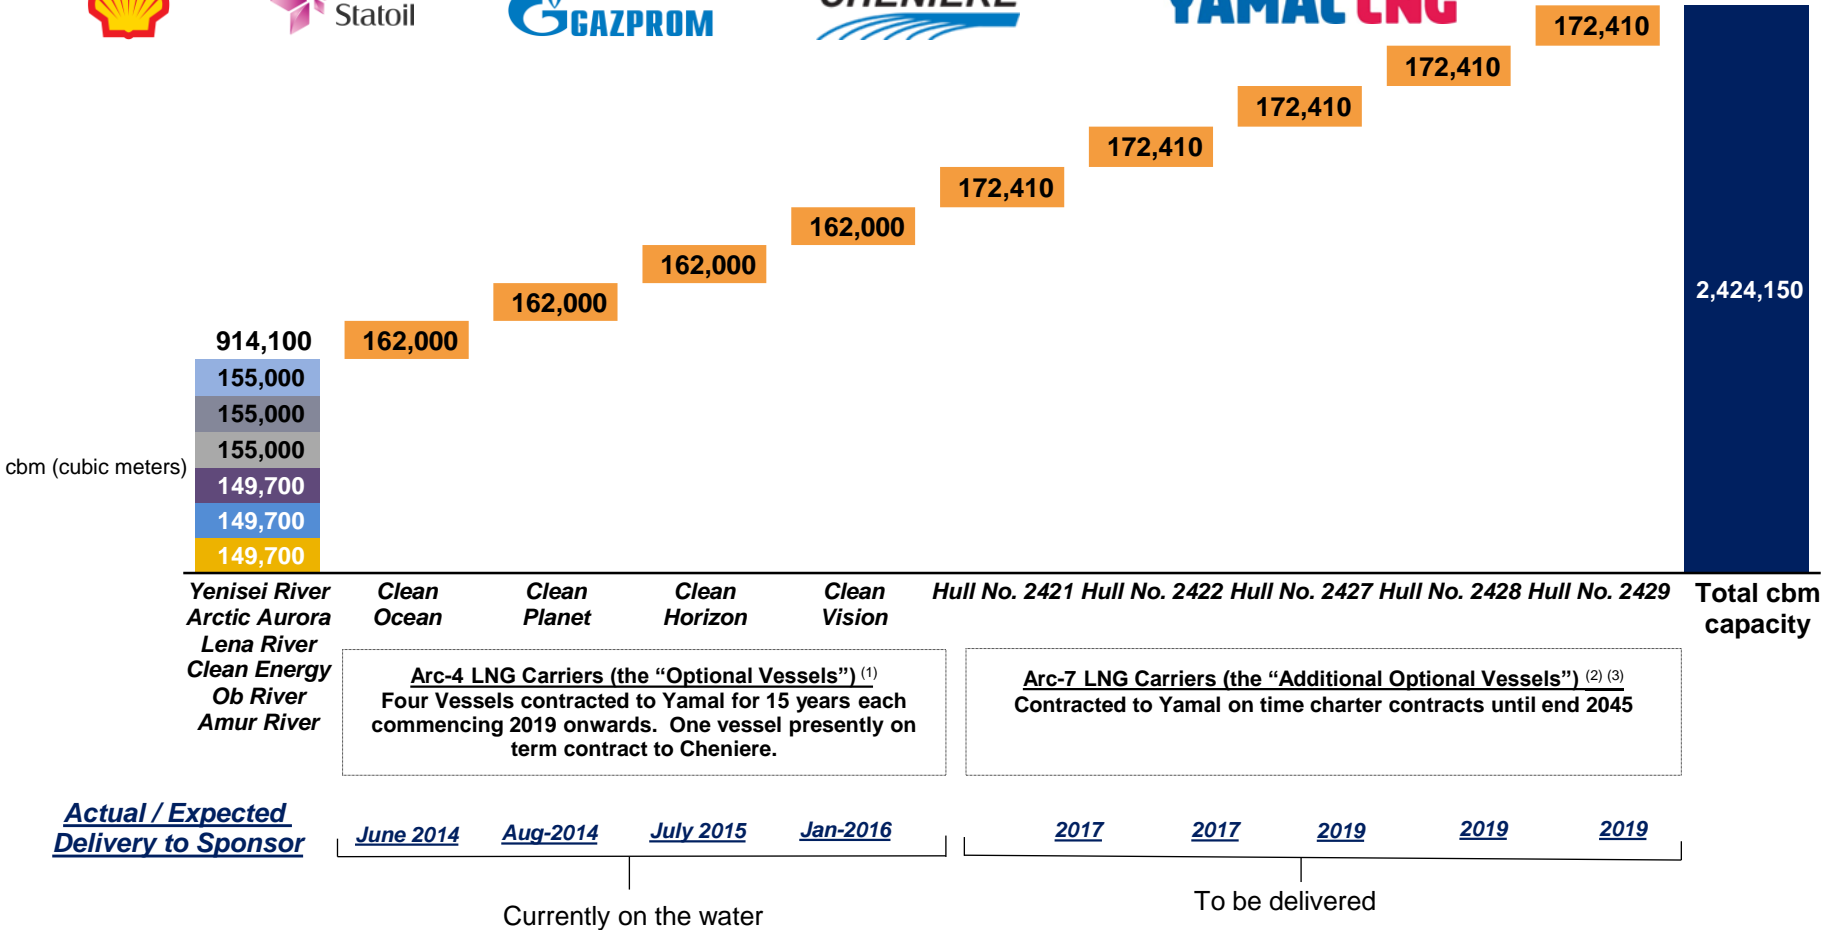 Statoil
GAZPROM
CHENIERE
YAMAL LNG
172,410
172,410
172,410
172,410
172,410
162,000
162,000
162,000
162,000
2,424,150
914,100
155,000
155,000
155,000
149,700
149,700
149,700
cbm (cubic meters)
Yenisei River
Arctic Aurora
Lena River
Clean Energy
Ob River
Amur River
Clean
Ocean
Clean
Planet
Clean
Horizon
Clean
Vision
Hull No. 2421 Hull No. 2422 Hull No. 2427 Hull No. 2428 Hull No. 2429
Total cbm
capacity
Arc-4 LNG Carriers (the “Optional Vessels”) (1)
Four Vessels contracted to Yamal for 15 years each
commencing 2019 onwards. One vessel presently on
term contract to Cheniere.
Arc-7 LNG Carriers (the “Additional Optional Vessels”) (2) (3)
Contracted to Yamal on time charter contracts until end 2045
Actual / Expected
Delivery to Sponsor
June 2014
Aug-2014
July 2015
Jan-2016
2017
2017
2019
2019
2019
Currently on the water
To be delivered